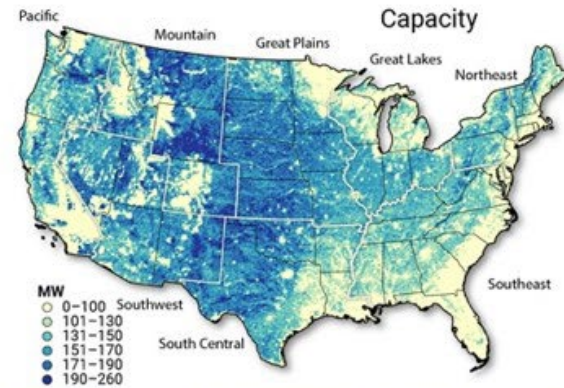 Capacity
Pacific
Mountain
Great Plains
Great Lakes
Northeast
Southeast
Southwest
South Central
MW
0–100
101–130
131–150
151–170
171–190
190–260